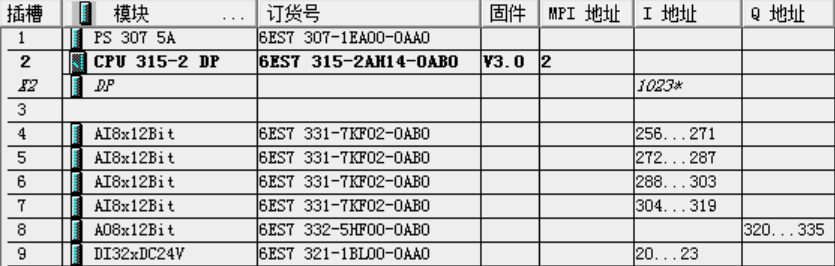 插槽 模块 ... 订货号 固件 MPI 地址 I 地址 Q 地址
1 PS 307 5A 6ES7 307-1EA00-0AA0
2 CPU 315-2 DP 6ES7 315-2AH14-0AB0 V3.0 2
X2 DP 1023*
3
4 AI8x12Bit 6ES7 331-7KF02-0AB0 256...271
5 AI8x12Bit 6ES7 331-7KF02-0AB0 272...287
6 AI8x12Bit 6ES7 331-7KF02-0AB0 288...303
7 AI8x12Bit 6ES7 331-7KF02-0AB0 304...319
8 AO8x12Bit 6ES7 332-5HF00-0AB0 320...335
9 DI32xDC24V 6ES7 321-1BL00-0AA0 20...23